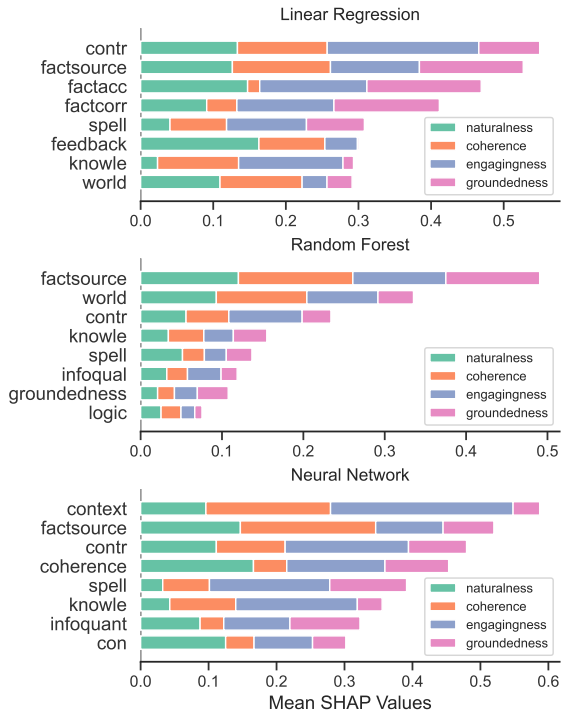 Linear Regression
contr
factsource
factacc
factcorr
spell
feedback
knowle
world
naturalness
coherence
engagingness
groundedness
0.0 0.1 0.2 0.3 0.4 0.5
Random Forest
factsource
world
contr
knowle
spell
infoqual
groundedness
logic
naturalness
coherence
engagingness
groundedness
0.0 0.1 0.2 0.3 0.4 0.5
Neural Network
context
factsource
contr
coherence
spell
knowle
infoquant
con
naturalness
coherence
engagingness
groundedness
0.0 0.1 0.2 0.3 0.4 0.5 0.6
Mean SHAP Values